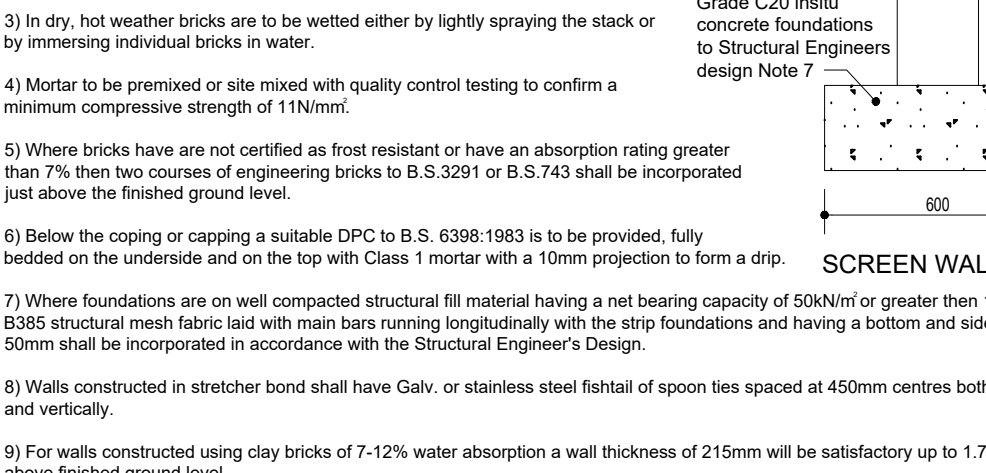 3) In dry, hot weather bricks are to be wetted either by lightly spraying the stack or
by immersing individual bricks in water.
4) Mortar to be premixed or site mixed with quality control testing to confirm a
minimum compressive strength of 11N/mm².
5) Where bricks have are not certified as frost resistant or have an absorption rating greater
than 7% then two courses of engineering bricks to B.S.3291 or B.S.743 shall be incorporated
just above the finished ground level.
6) Below the coping or capping a suitable DPC to B.S. 6398:1983 is to be provided, fully
bedded on the underside and on the top with Class 1 mortar with a 10mm projection to form a drip.
Grade C20 insitu
concrete foundations
to Structural Engineers
design Note 7
600
SCREEN WAL
7) Where foundations are on well compacted structural fill material having a net bearing capacity of 50kN/m² or greater then
B385 structural mesh fabric laid with main bars running longitudinally with the strip foundations and having a bottom and side
50mm shall be incorporated in accordance with the Structural Engineer's Design.
8) Walls constructed in stretcher bond shall have Galv. or stainless steel fishtail of spoon ties spaced at 450mm centres both
and vertically.
9) For walls constructed using clay bricks of 7-12% water absorption a wall thickness of 215mm will be satisfactory up to 1.7
above finished ground level